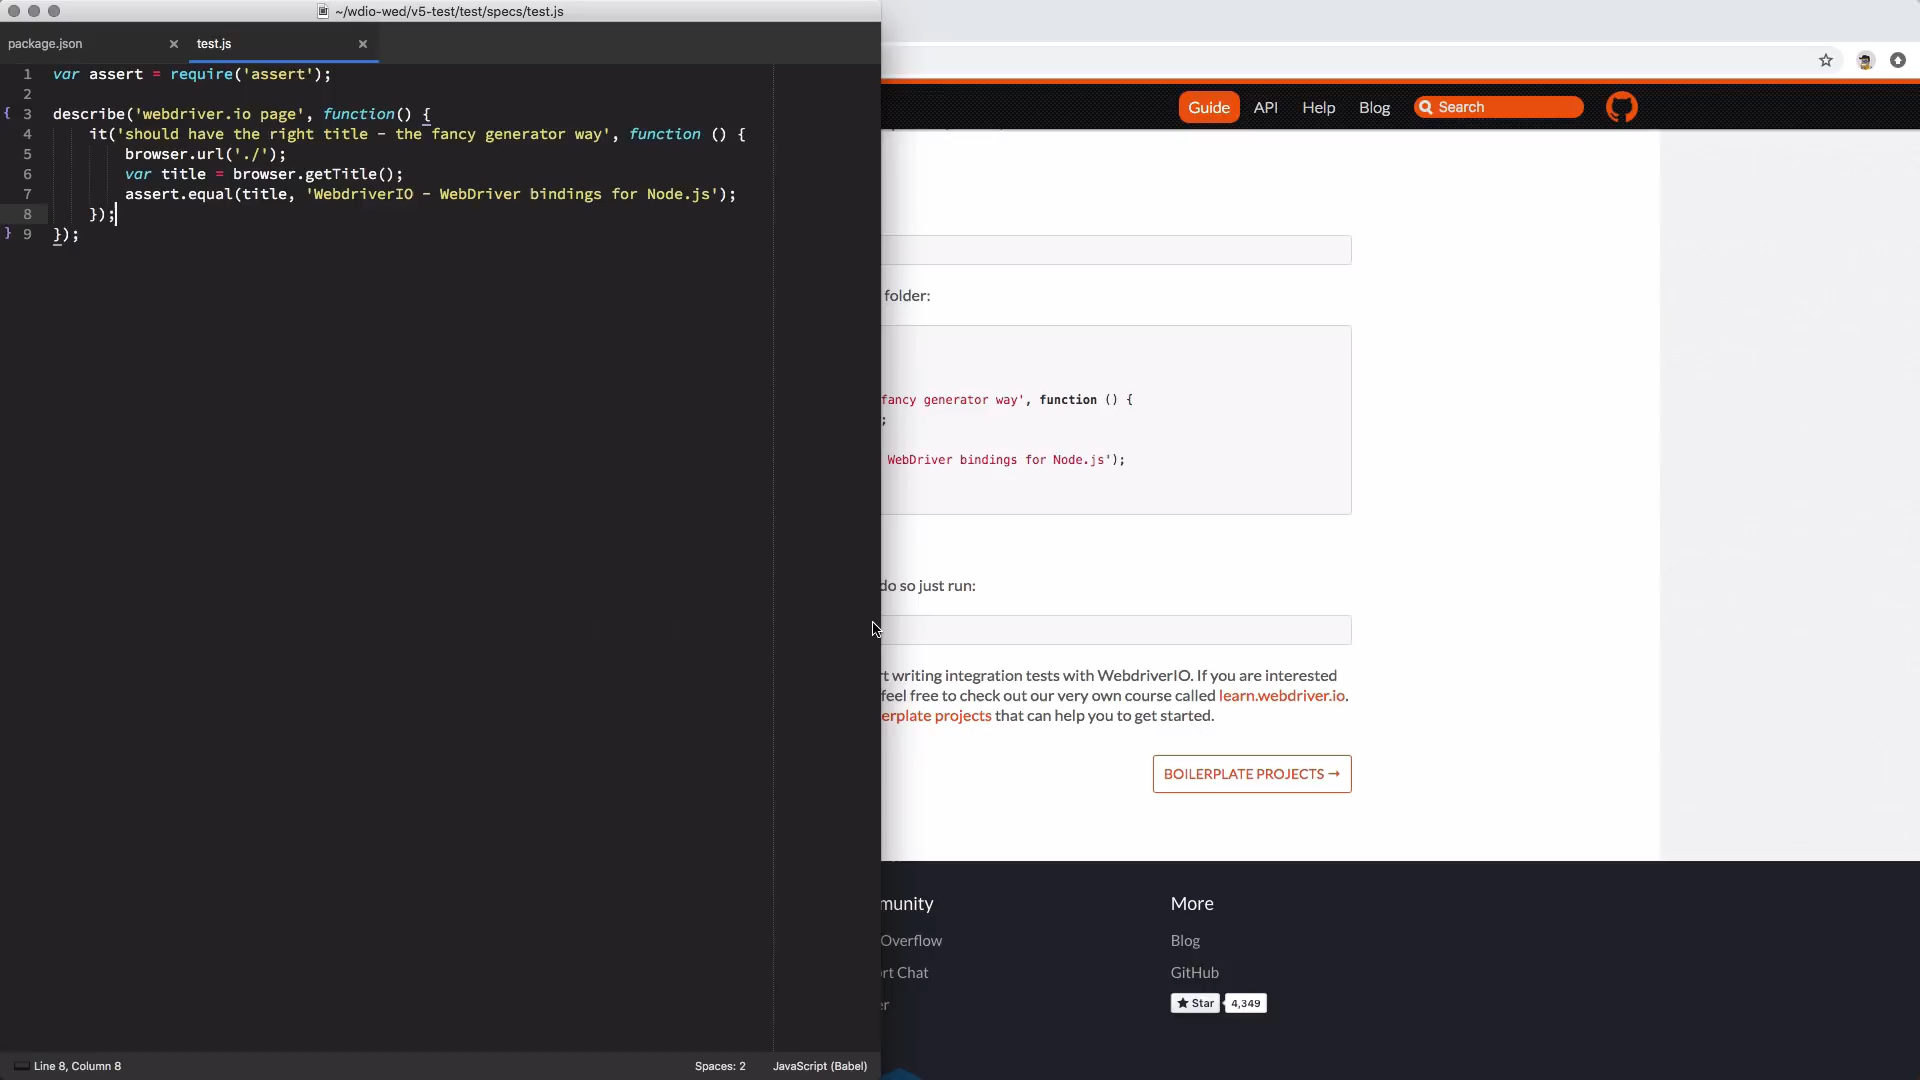 ~/wdio-wed/v5-test/test/specs/test.js
package.json
test.js
1 var assert = require('assert');
2
{ 3 describe('webdriver.io page', function() {
4 it('should have the right title - the fancy generator way', function () {
5 browser.url('./');
6 var title = browser.getTitle();
7 assert.equal(title, 'WebdriverIO - WebDriver bindings for Node.js');
8 });
} 9 });
Line 8, Column 8
Spaces: 2
JavaScript (Babel)
Guide API Help Blog Search
folder:
fancy generator way', function () {
;
WebDriver bindings for Node.js');
do so just run:
rt writing integration tests with WebdriverIO. If you are interested
feel free to check out our very own course called learn.webdriver.io.
erplate projects that can help you to get started.
BOILERPLATE PROJECTS →
munity
Overflow
rt Chat
er
More
Blog
GitHub
★ Star 4,349